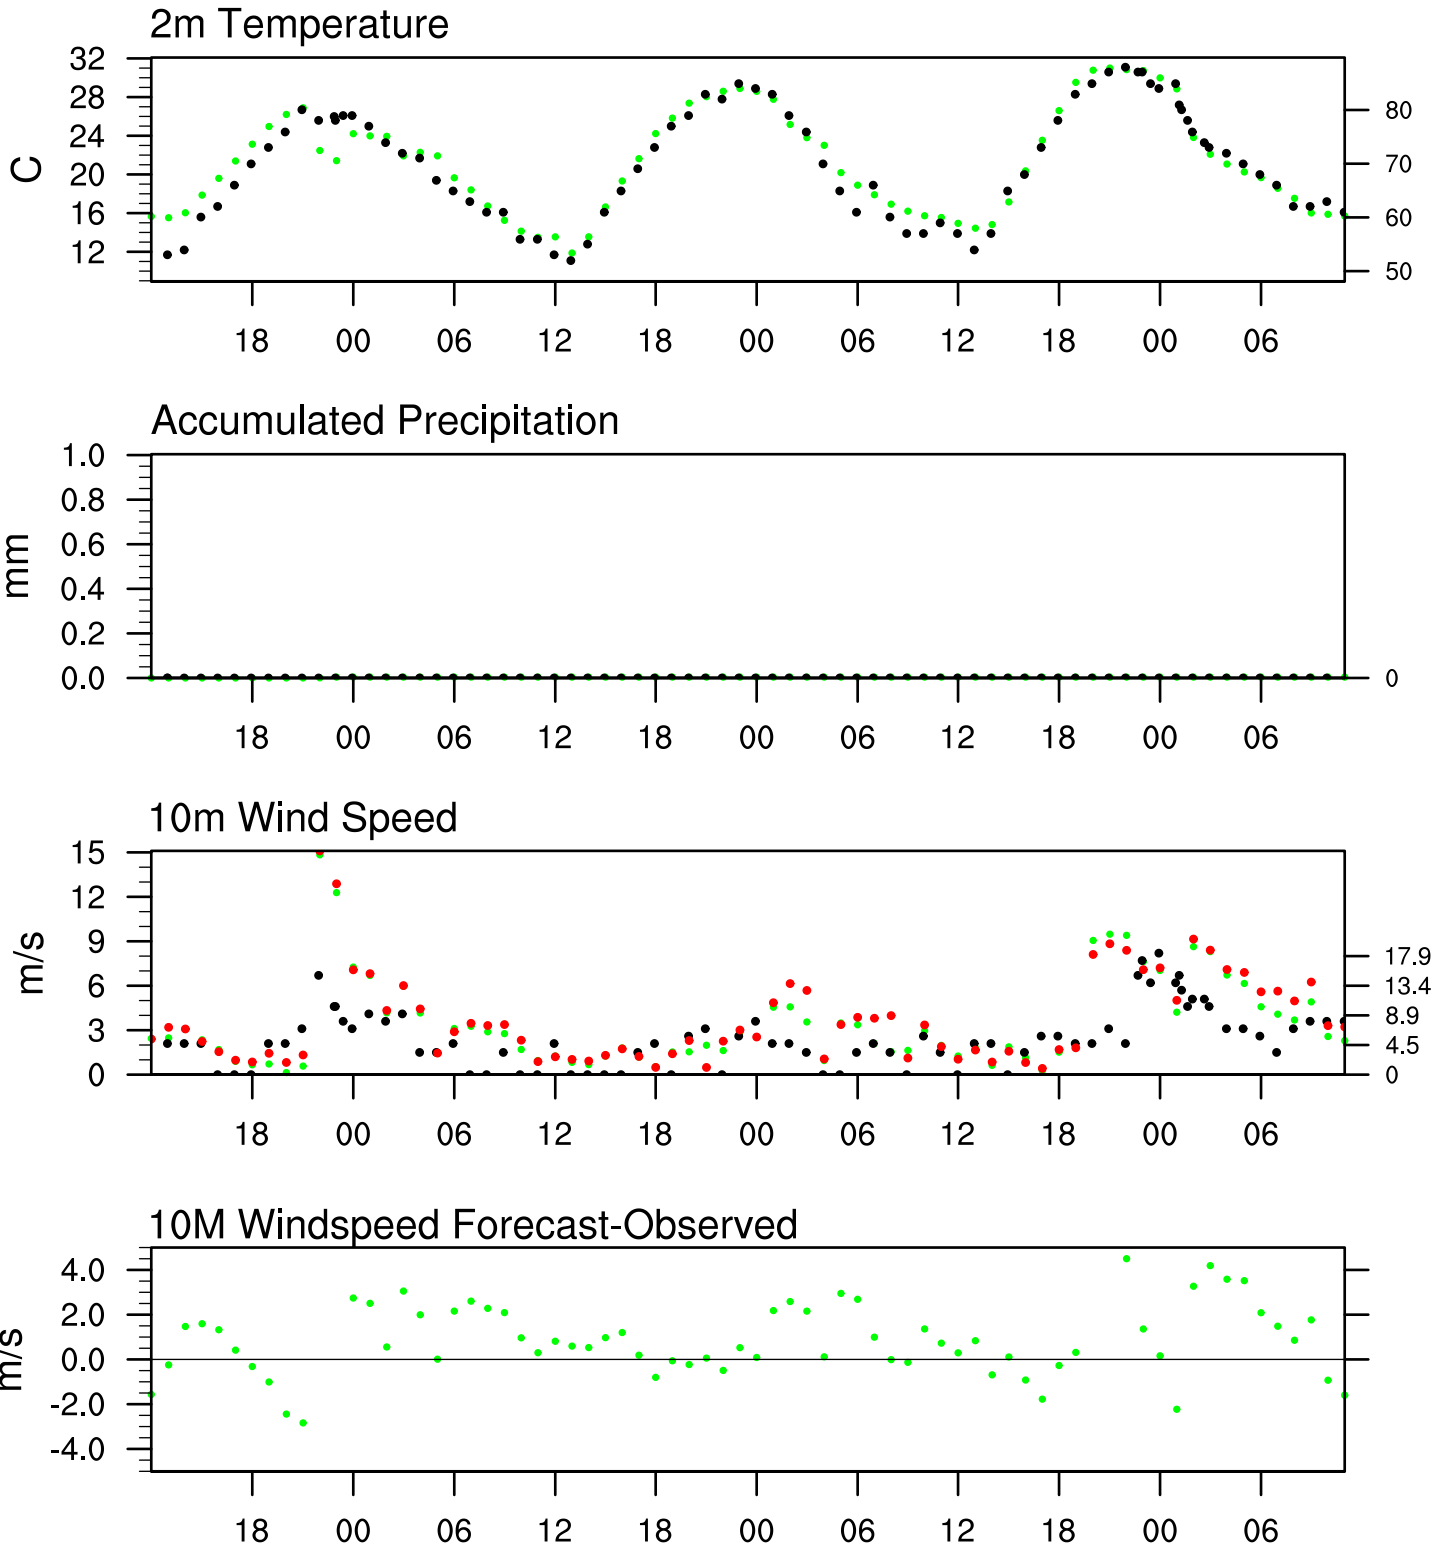 2m Temperature
32
28
24
20
16
12
C
80
70
60
50
18 00 06 12 18 00 06 12 18 00 06
Accumulated Precipitation
1.0
0.8
0.6
0.4
0.2
0.0
mm
0
18 00 06 12 18 00 06 12 18 00 06
10m Wind Speed
15
12
9
6
3
0
m/s
17.9
13.4
8.9
4.5
0
18 00 06 12 18 00 06 12 18 00 06
10M Windspeed Forecast-Observed
4.0
2.0
0.0
-2.0
-4.0
m/s
18 00 06 12 18 00 06 12 18 00 06